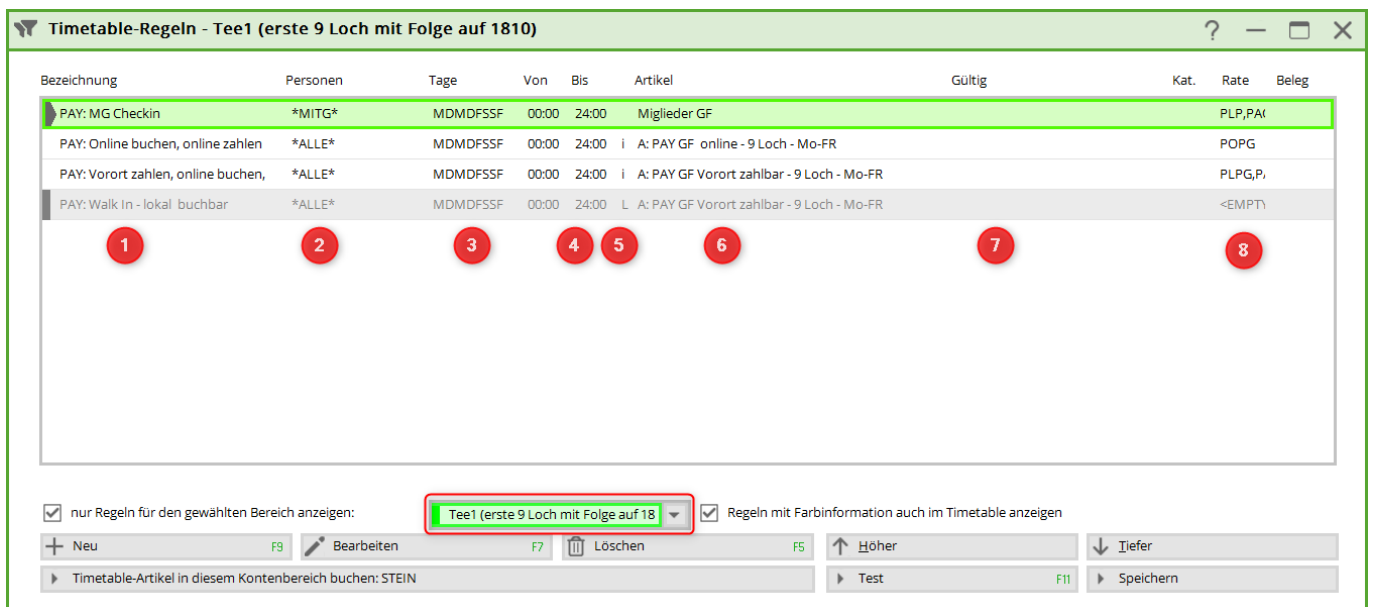 Timetable-Regeln - Tee1 (erste 9 Loch mit Folge auf 1810) ?
Bezeichnung Personen Tage Von Bis Artikel Gültig Kat. Rate Beleg
PAY: MG Checkin *MITG* MDMDFSSF 00:00 24:00 Miglieder GF PLP,PA
PAY: Online buchen, online zahlen *ALLE* MDMDFSSF 00:00 24:00 i A: PAY GF online - 9 Loch - Mo-FR POPG
PAY: Vorort zahlen, online buchen, *ALLE* MDMDFSSF 00:00 24:00 i A: PAY GF Vorort zahlbar - 9 Loch - Mo-FR PLPG,P
PAY: Walk In - lokal buchbar *ALLE* MDMDFSSF 00:00 24:00 L A: PAY GF Vorort zahlbar - 9 Loch - Mo-FR <EMPTY
1 2 3 4 5 6 7 8
nur Regeln für den gewählten Bereich anzeigen: Tee1 (erste 9 Loch mit Folge auf 18 Regeln mit Farbinformation auch im Timetable anzeigen
Neu F9 Bearbeiten F7 Löschen F5 Höher Tiefer
Timetable-Artikel in diesem Kontenbereich buchen: STEIN Test F11 Speichern